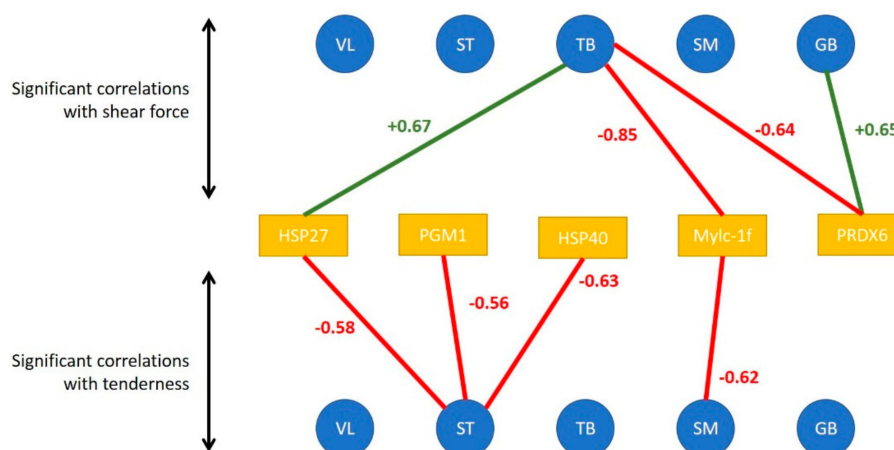 VL ST TB SM GB
Significant correlations
with shear force
+0.67 -0.85 -0.64 +0.65
HSP27 PGM1 HSP40 Mylc-1f PRDX6
-0.58 -0.56 -0.63
Significant correlations
with tenderness
-0.62
VL ST TB SM GB